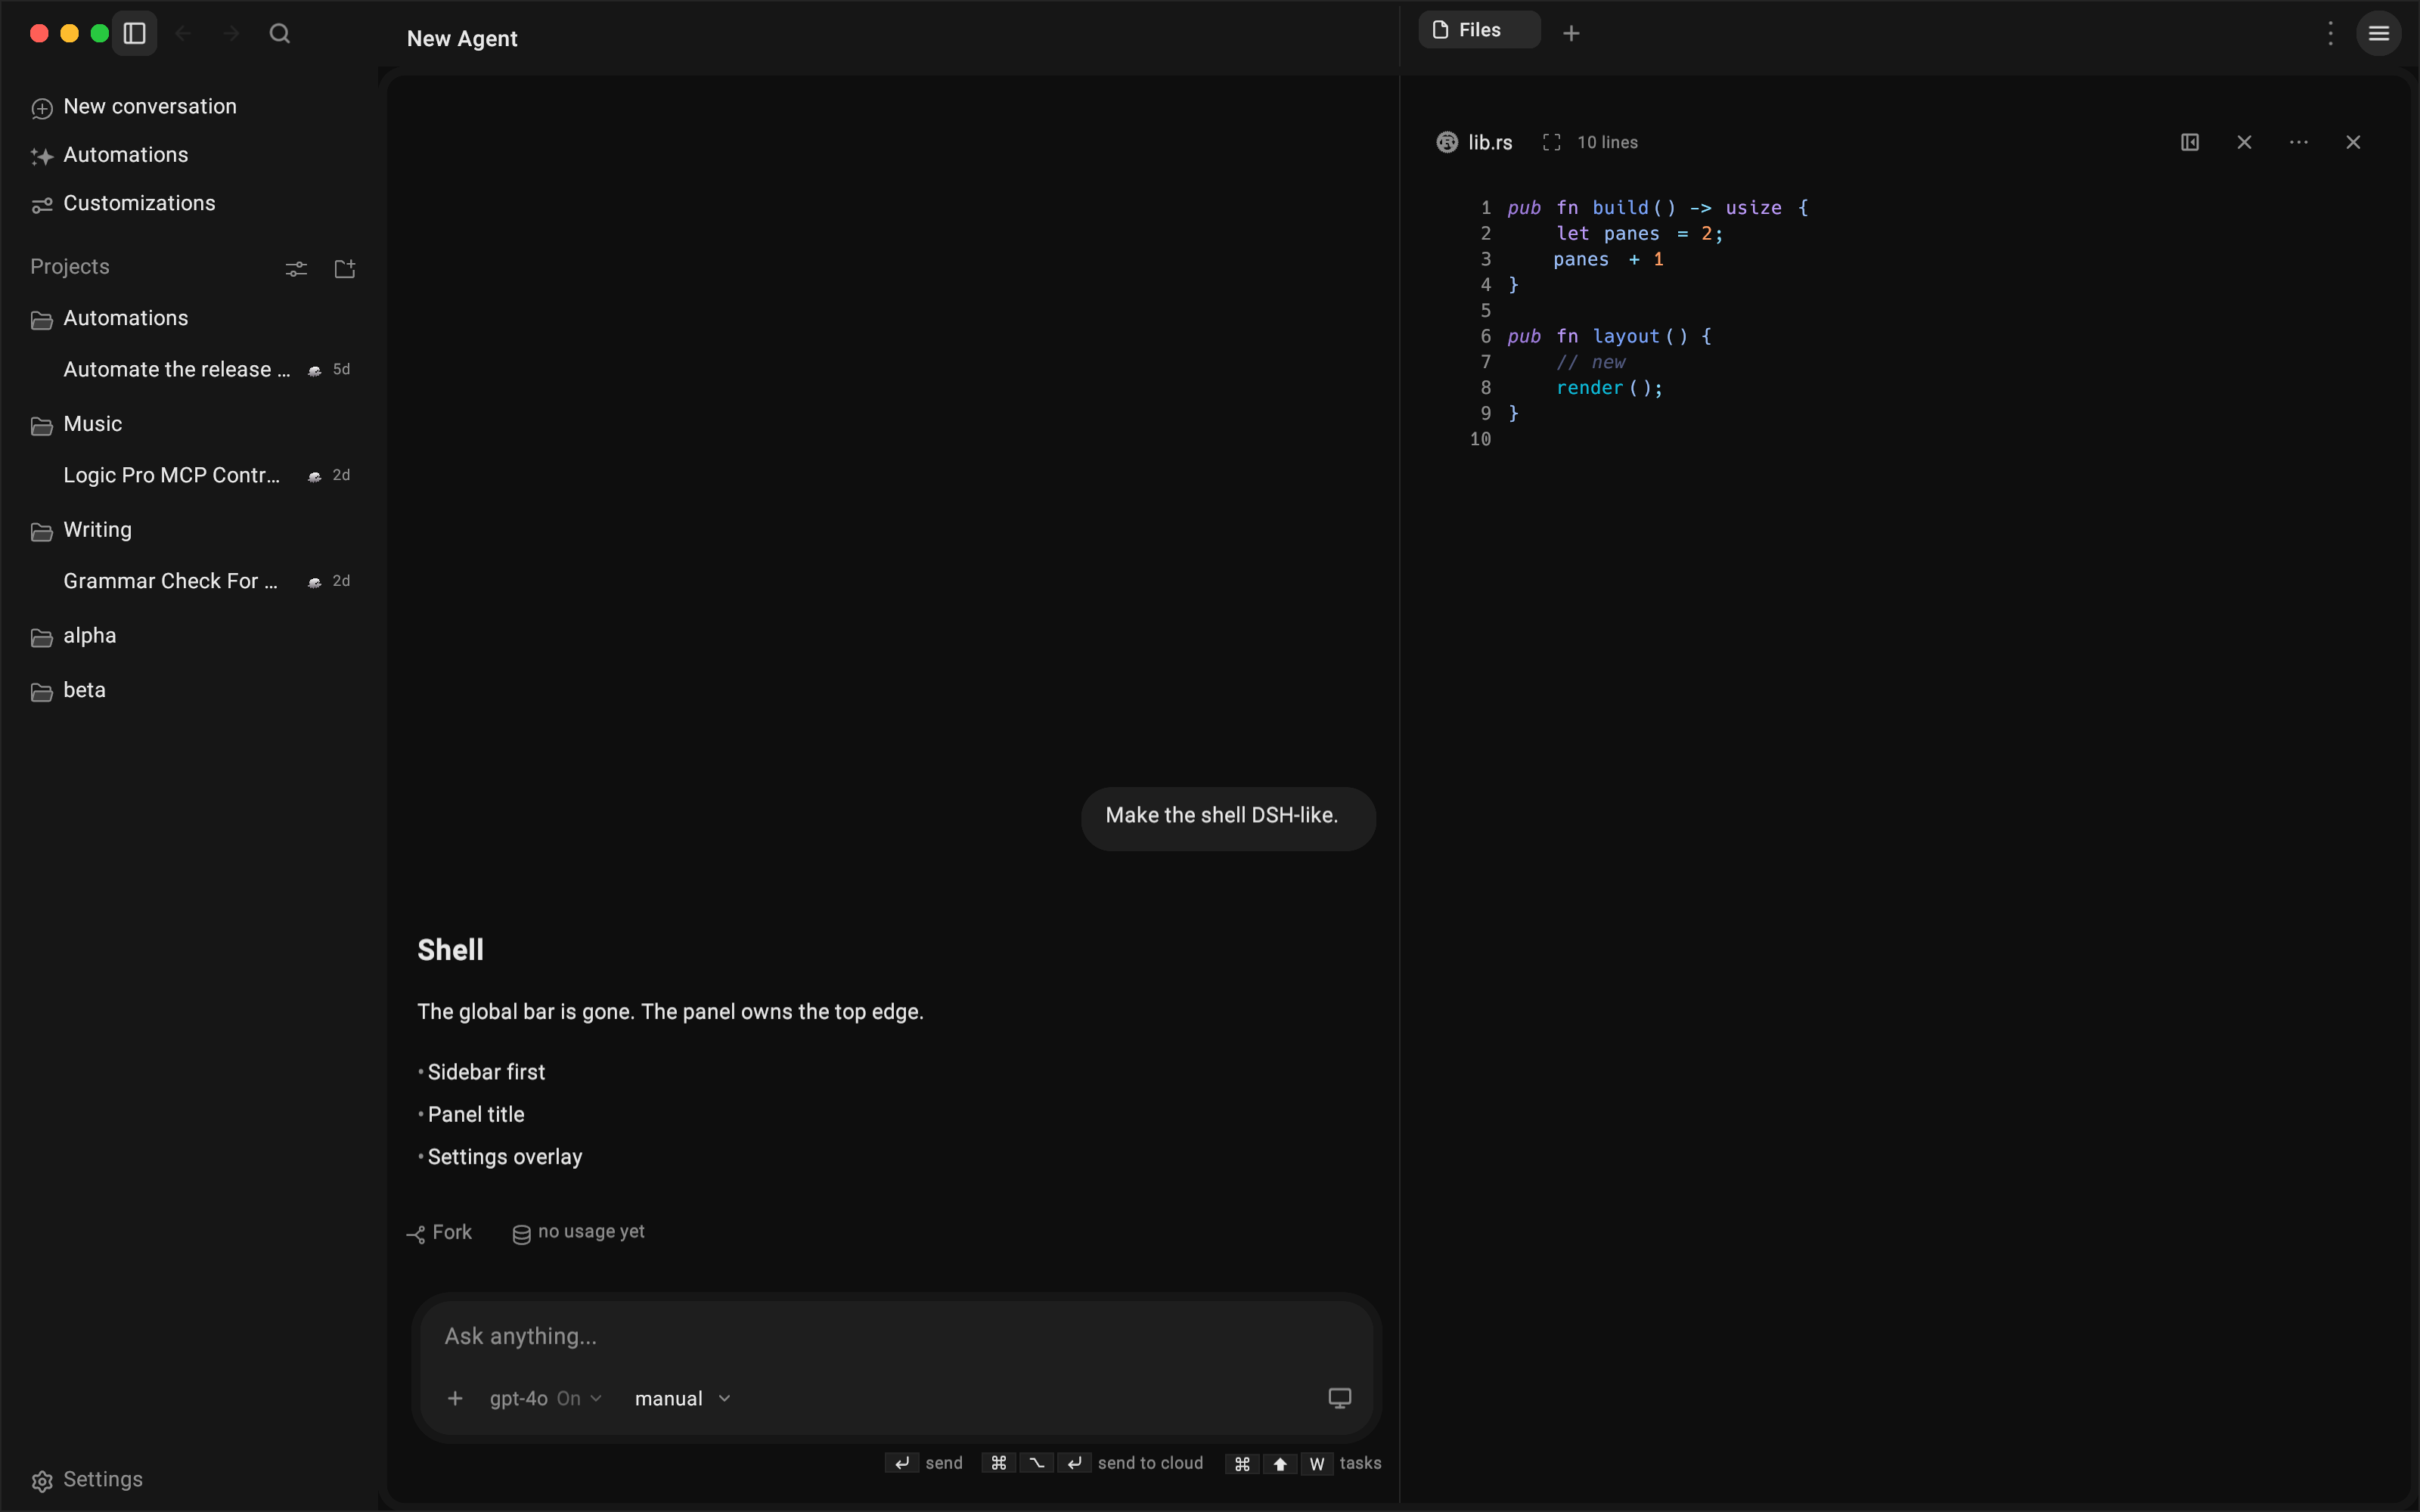 New Agent
Files
New conversation
Automations
Customizations
Projects
Automations
Automate the release ... 5d
Music
Logic Pro MCP Contr... 2d
Writing
Grammar Check For ... 2d
alpha
beta
Settings
Make the shell DSH-like.
Shell
The global bar is gone. The panel owns the top edge.
• Sidebar first
• Panel title
• Settings overlay
Fork no usage yet
Ask anything...
+ gpt-4o On manual
↵ send ⌘ ⌥ ↵ send to cloud ⌘ ⬆ W tasks
lib.rs 10 lines
1 pub fn build() -> usize {
2     let panes = 2;
3     panes + 1
4 }
5
6 pub fn layout() {
7     // new
8     render();
9 }
10